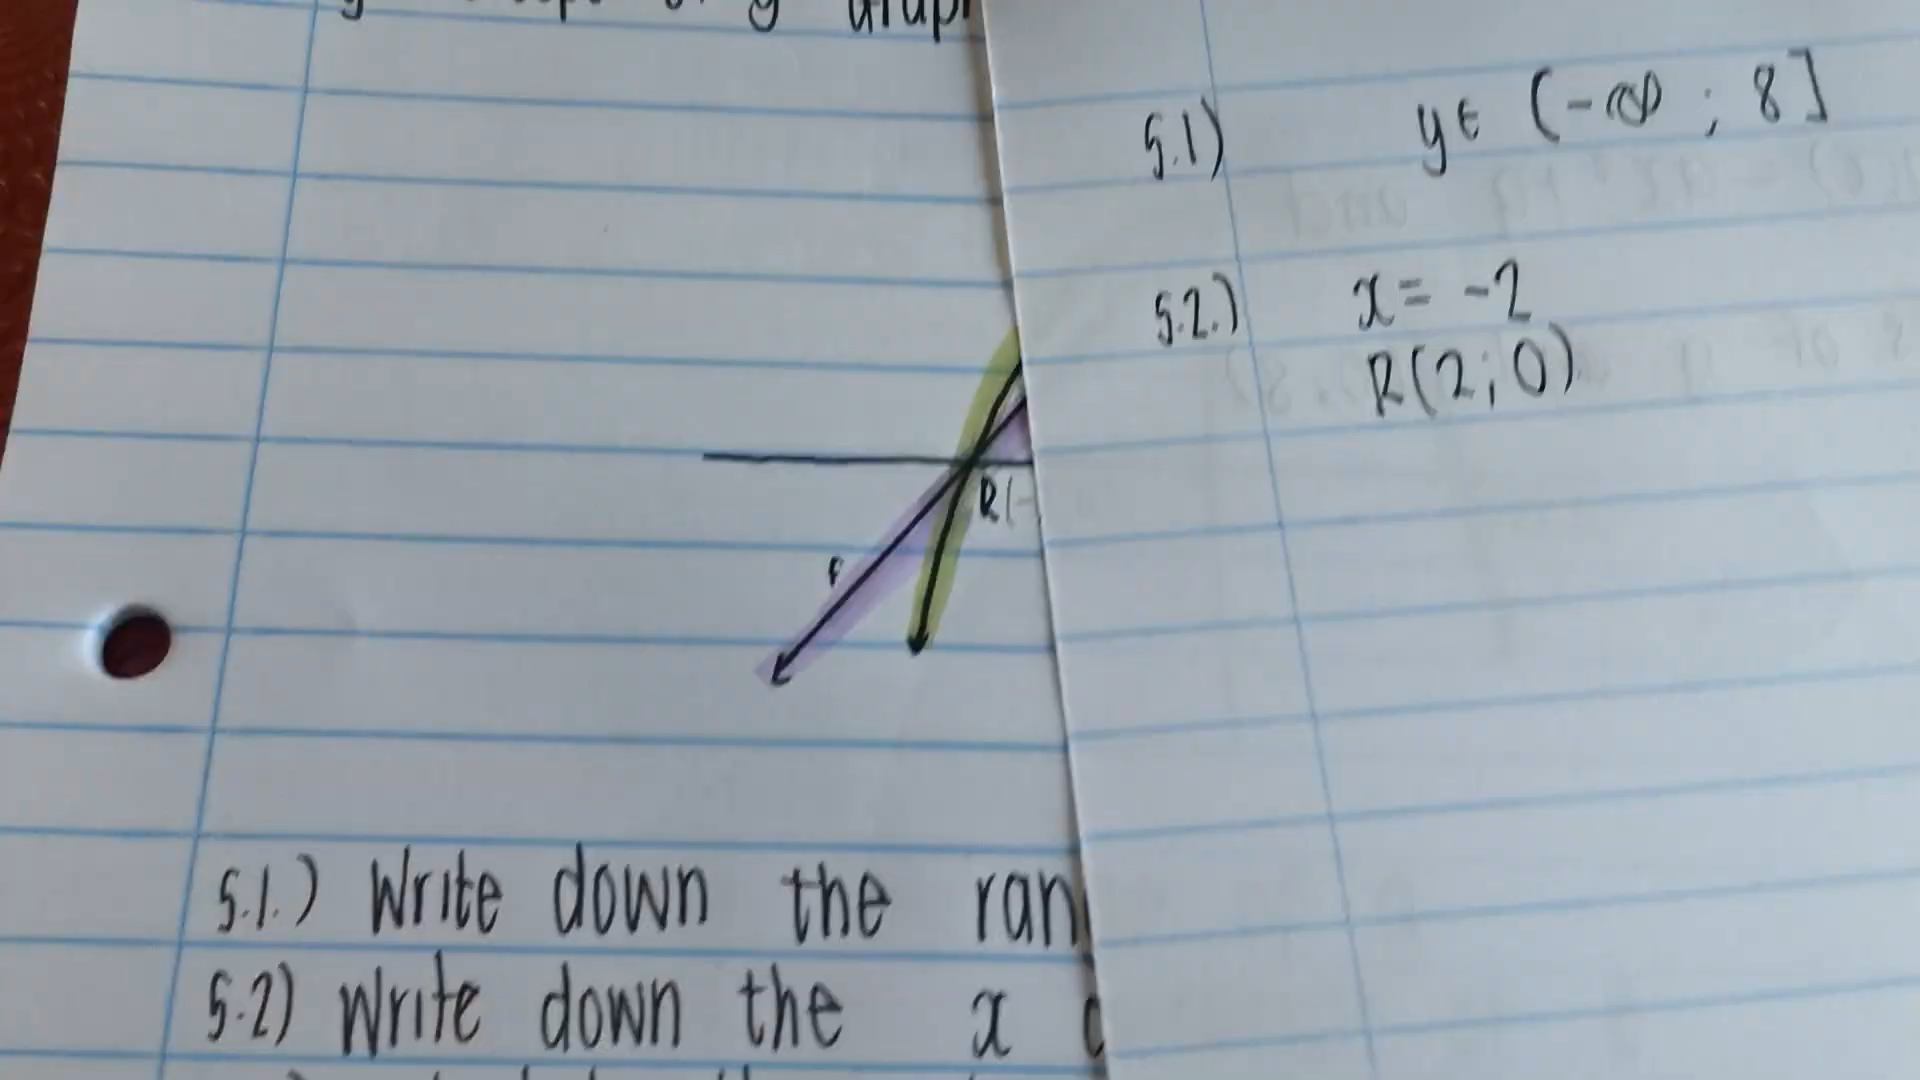 5.1) y∈ (-∞ ; 8]
5.2.) x = -2
R(2;0)
R(-
f
5.1.) Write down the ran
5.2) Write down the x